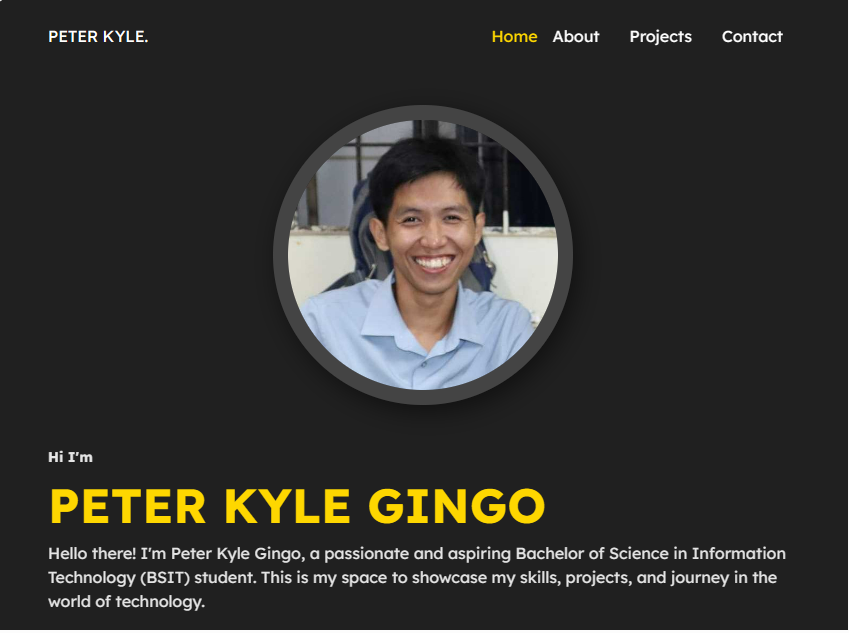 PETER KYLE.
Home About Projects Contact
Hi I'm
PETER KYLE GINGO
Hello there! I'm Peter Kyle Gingo, a passionate and aspiring Bachelor of Science in Information
Technology (BSIT) student. This is my space to showcase my skills, projects, and journey in the
world of technology.